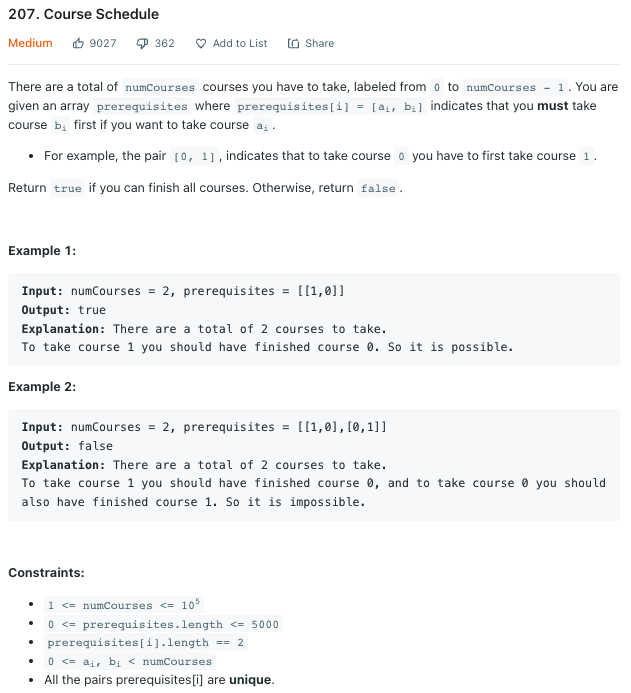 207. Course Schedule
Medium 9027 362 Add to List Share
There are a total of numCourses courses you have to take, labeled from 0 to numCourses - 1. You are
given an array prerequisites where prerequisites[i] = [aᵢ, bᵢ] indicates that you must take
course bᵢ first if you want to take course aᵢ.
• For example, the pair [0, 1], indicates that to take course 0 you have to first take course 1.
Return true if you can finish all courses. Otherwise, return false.
Example 1:
Input: numCourses = 2, prerequisites = [[1,0]]
Output: true
Explanation: There are a total of 2 courses to take.
To take course 1 you should have finished course 0. So it is possible.
Example 2:
Input: numCourses = 2, prerequisites = [[1,0],[0,1]]
Output: false
Explanation: There are a total of 2 courses to take.
To take course 1 you should have finished course 0, and to take course 0 you should
also have finished course 1. So it is impossible.
Constraints:
• 1 <= numCourses <= 10⁵
• 0 <= prerequisites.length <= 5000
• prerequisites[i].length == 2
• 0 <= aᵢ, bᵢ < numCourses
• All the pairs prerequisites[i] are unique.